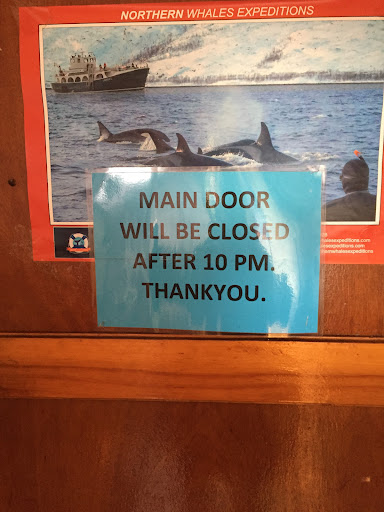 NORTHERN WHALES EXPEDITIONS
MAIN DOOR
WILL BE CLOSED
AFTER 10 PM.
THANKYOU.